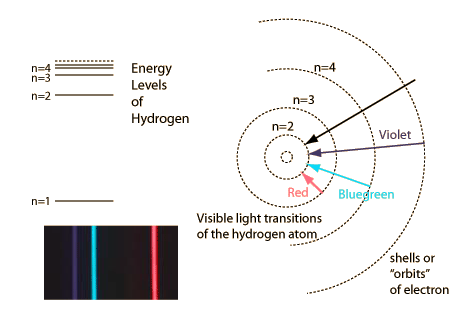 n=4
n=3
n=2
n=1
Energy
Levels
of
Hydrogen
n=4
n=3
n=2
Violet
Red
Bluegreen
Visible light transitions
of the hydrogen atom
shells or
"orbits"
of electron